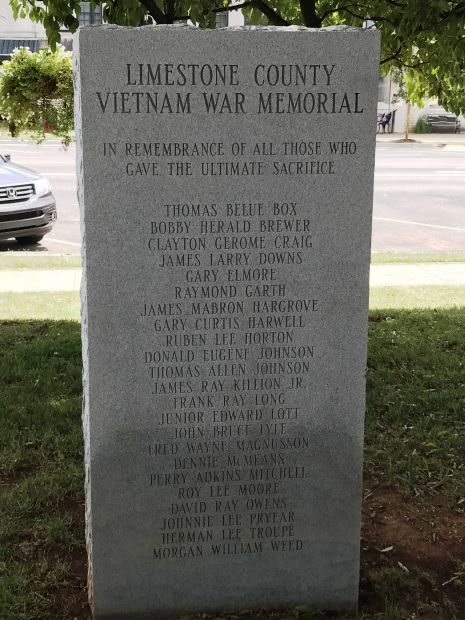 LIMESTONE COUNTY
VIETNAM WAR MEMORIAL
IN REMEMBRANCE OF ALL THOSE WHO
GAVE THE ULTIMATE SACRIFICE
THOMAS BELUE BOX
BOBBY HERALD BREWER
CLAYTON GEROME CRAIG
JAMES LARRY DOWNS
GARY ELMORE
RAYMOND GARTH
JAMES MABRON HARGROVE
GARY CURTIS HARWELL
RUBEN LEE HORTON
DONALD EUGENE JOHNSON
THOMAS ALLEN JOHNSON
JAMES RAY KILLION JR.
FRANK RAY LONG
JUNIOR EDWARD LOTT
JOHN BRUCE LYLE
FRED WAYNE MAGNUSSON
DENNIE McMEANS
PERRY ADKINS MITCHELL
ROY LEE MOORE
DAVID RAY OWENS
JOHNNIE LEE PRYEAR
HERMAN LEE TROUPE
MORGAN WILLIAM WEED